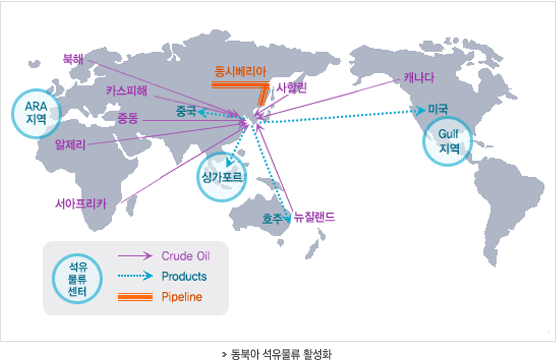 북해
동시베리아
카스피해
사할린
캐나다
ARA
지역
중국
미국
중동
Gulf
지역
알제리
싱가포르
서아프리카
호주
뉴질랜드
석유
물류
센터
Crude Oil
Products
Pipeline
> 동북아 석유물류 활성화